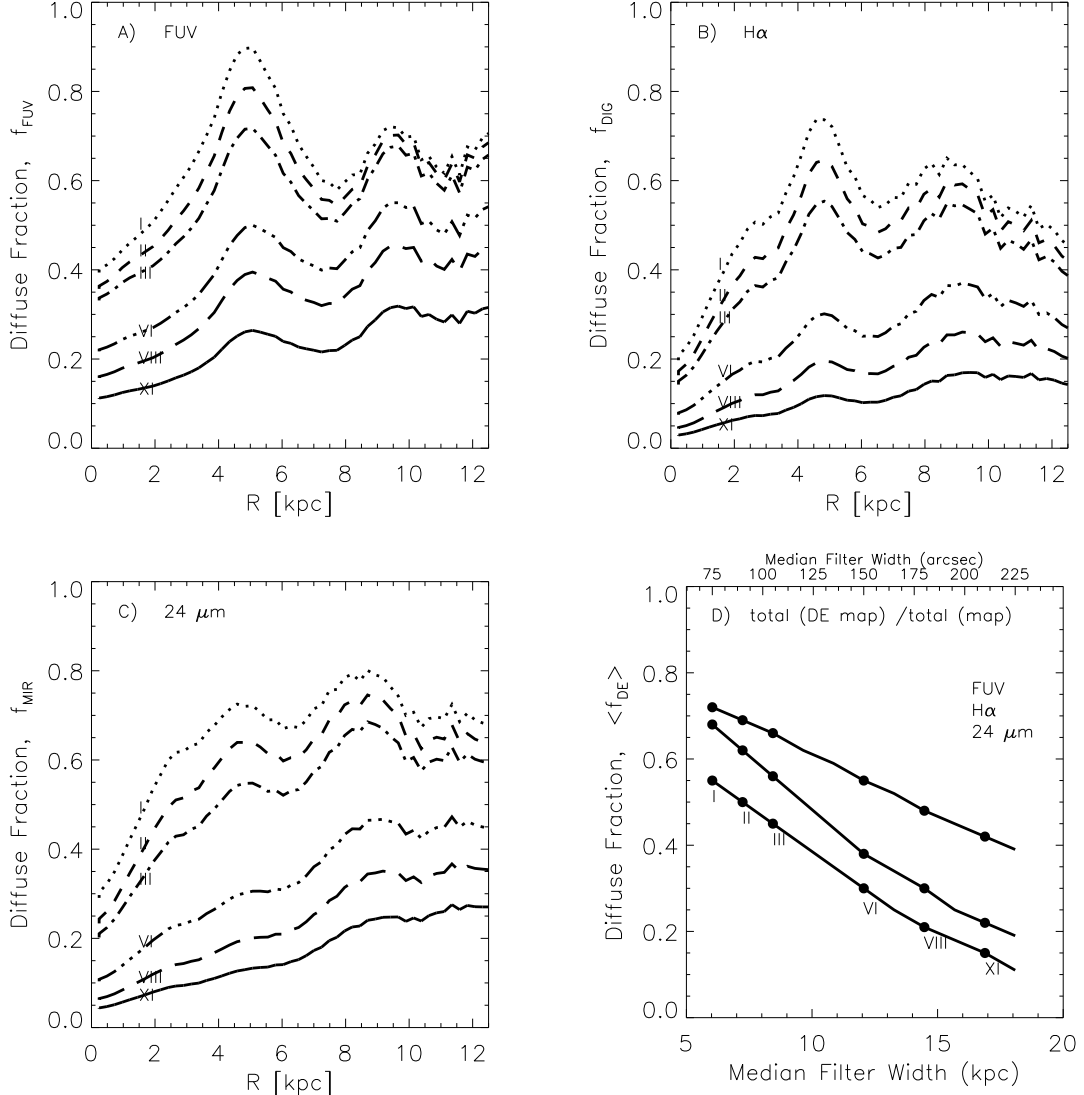 A) FUV
1.0
0.8
0.6
0.4
0.2
0.0
Diffuse Fraction, fFUV
I
II
III
VI
VIII
XI
0 2 4 6 8 10 12
R [kpc]
B) Hα
1.0
0.8
0.6
0.4
0.2
0.0
Diffuse Fraction, fDIG
I
II
III
VI
VIII
XI
0 2 4 6 8 10 12
R [kpc]
C) 24 μm
1.0
0.8
0.6
0.4
0.2
0.0
Diffuse Fraction, fMIR
I
II
III
VI
VIII
XI
0 2 4 6 8 10 12
R [kpc]
Median Filter Width (arcsec)
75 100 125 150 175 200 225
D) total (DE map) /total (map)
1.0
0.8
0.6
0.4
0.2
0.0
Diffuse Fraction, <fDE>
FUV
Hα
24 μm
I
II
III
VI
VIII
XI
5 10 15 20
Median Filter Width (kpc)